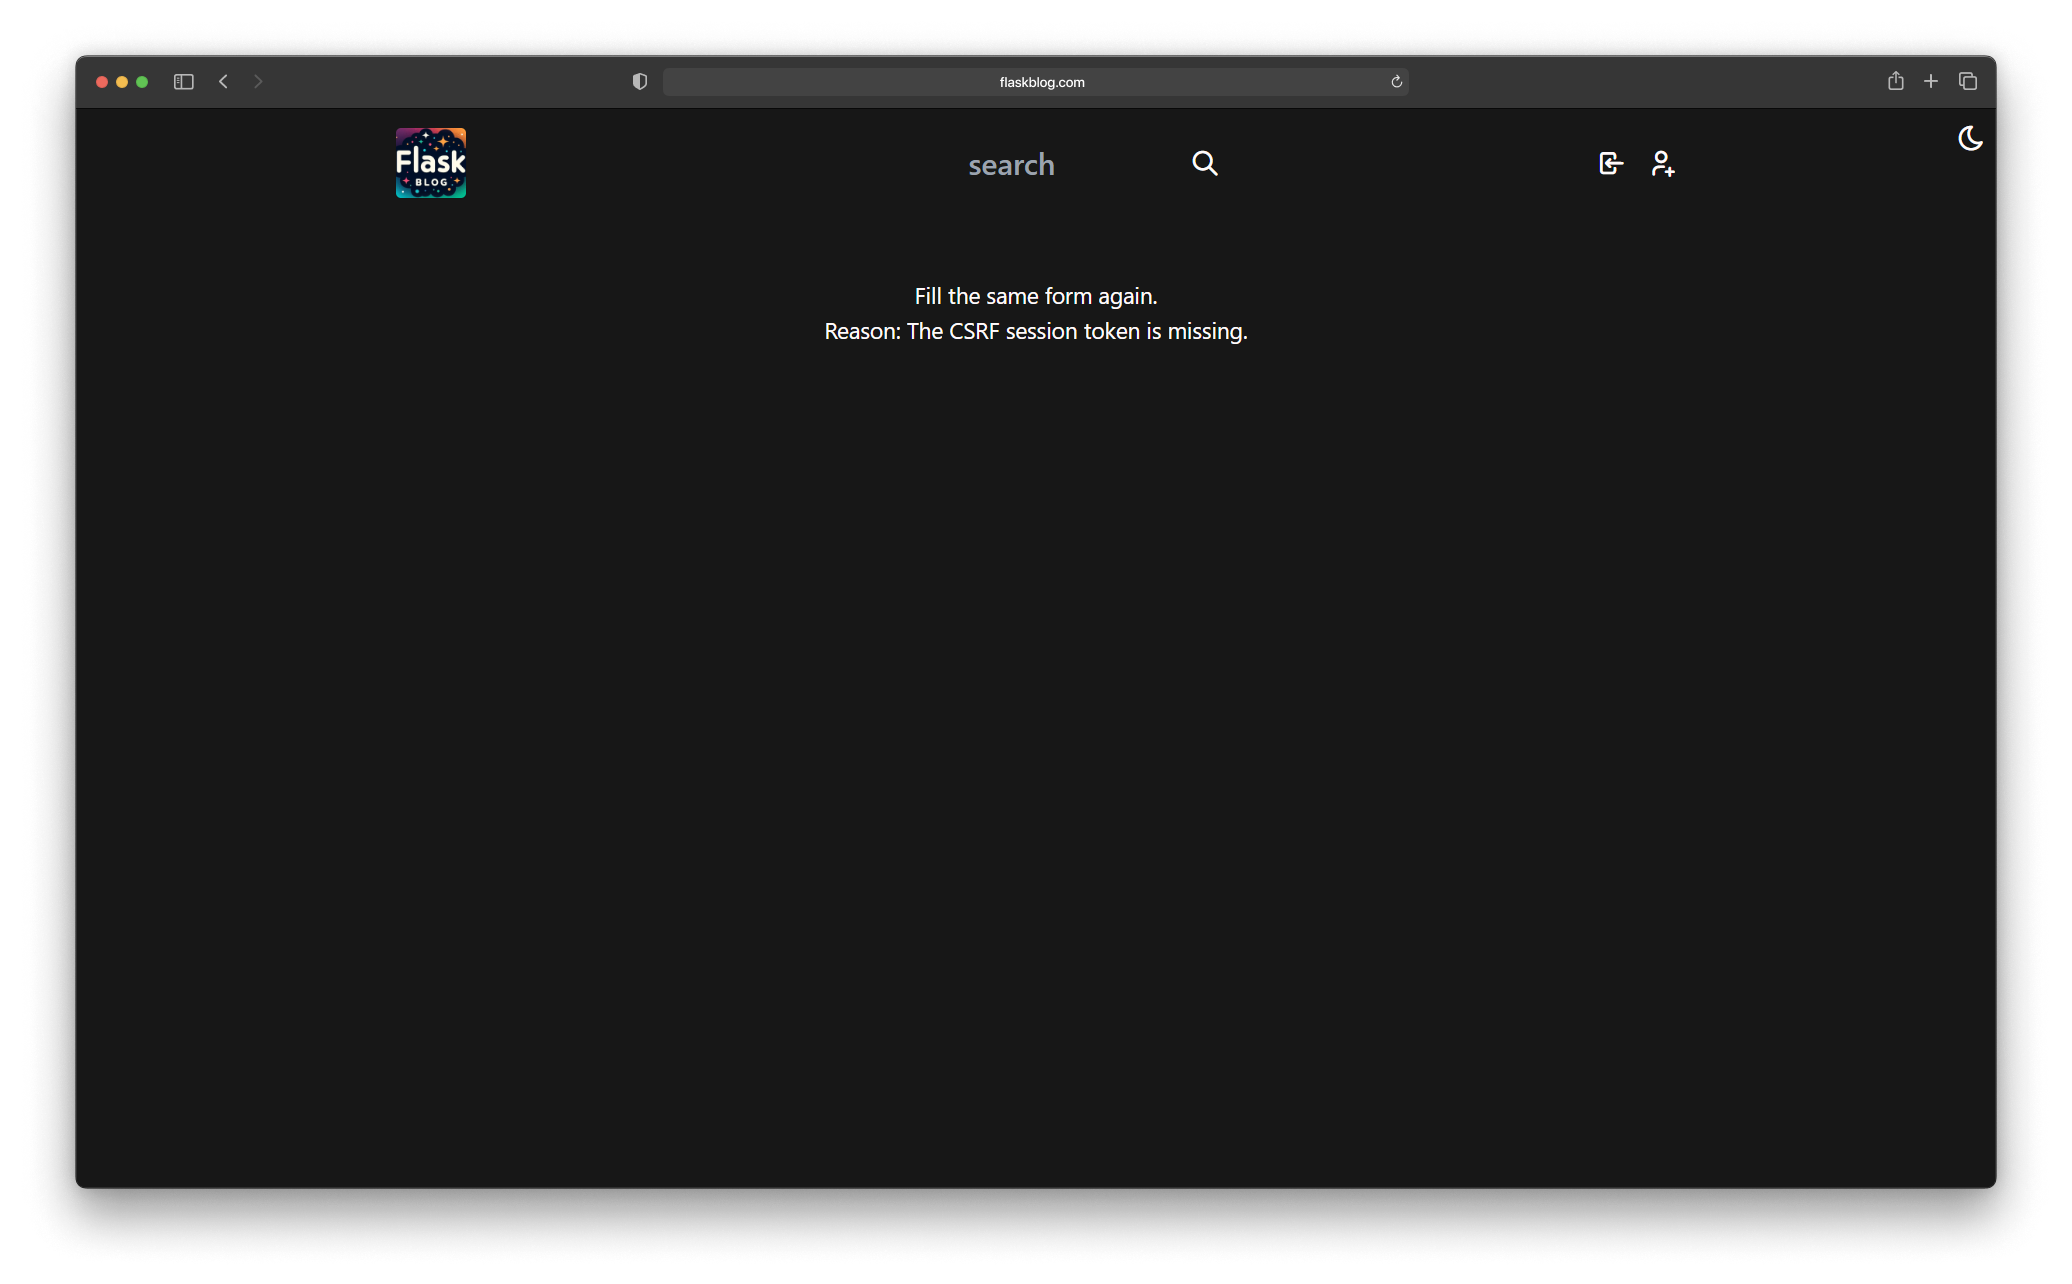 flaskblog.com
Flask
BLOG
search
Fill the same form again.
Reason: The CSRF session token is missing.